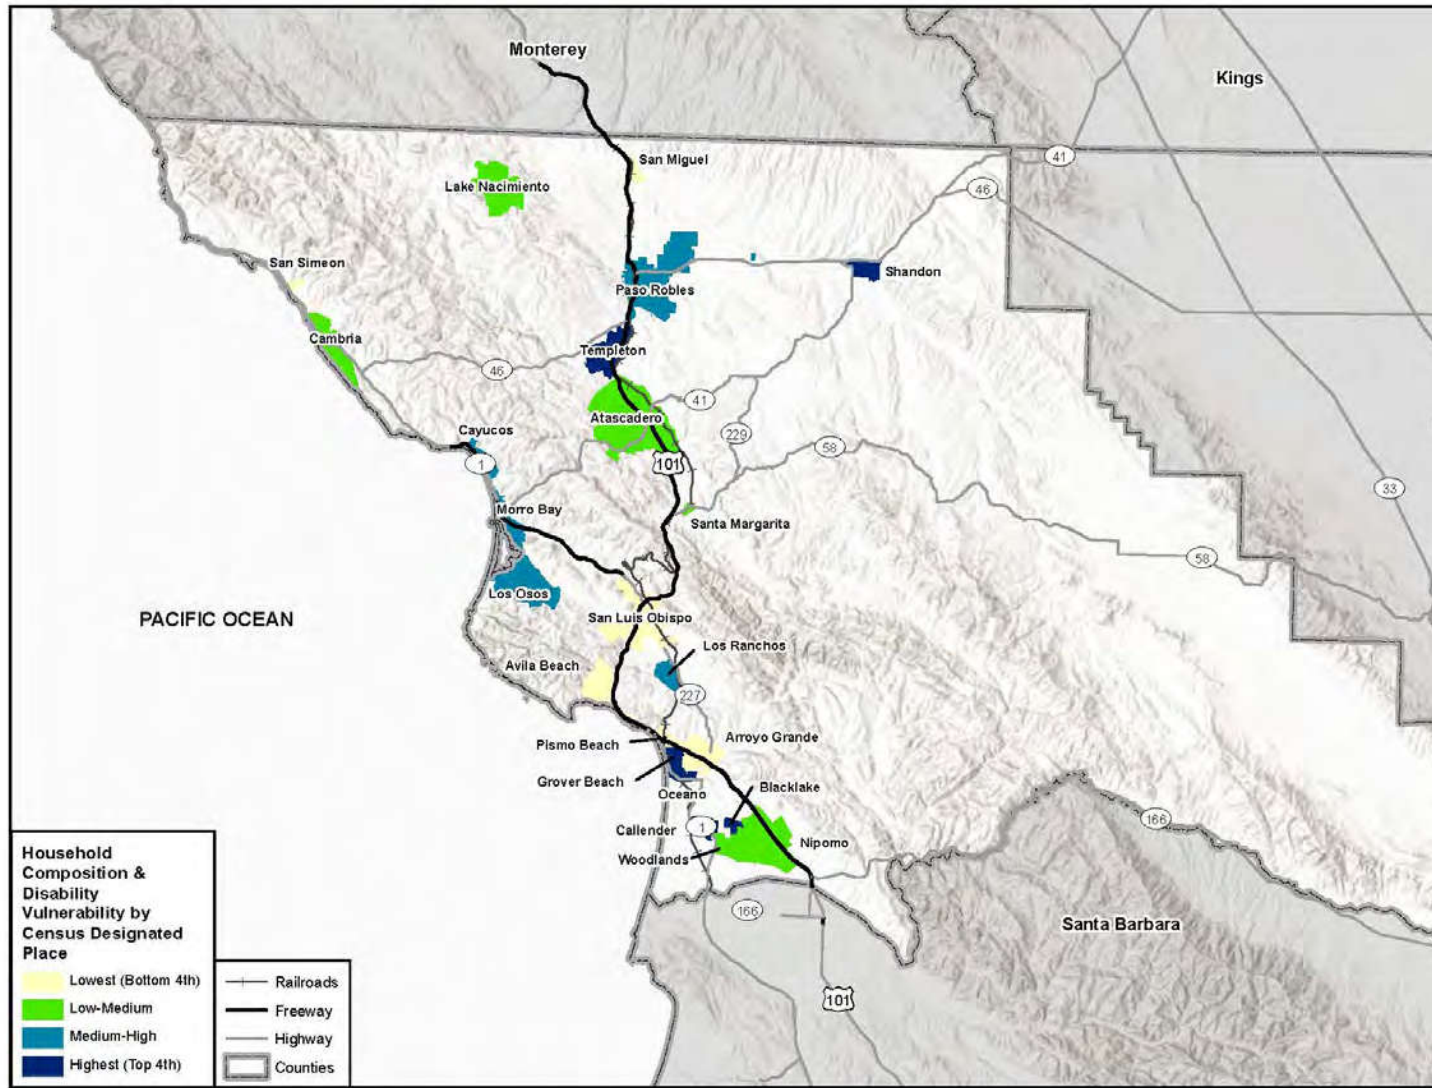 Monterey
Kings
41
San Miguel
46
Lake Nacimiento
San Simeon
Shandon
Paso Robles
Cambria
Templeton
46
41
Atascadero
Cayucos
229
58
1
101
33
Morro Bay
Santa Margarita
58
Los Osos
PACIFIC OCEAN
San Luis Obispo
Los Ranchos
Avila Beach
227
Pismo Beach
Arroyo Grande
Grover Beach
Blacklake
Oceano
166
Callender
1
Nipomo
Woodlands
166
Santa Barbara
101
Household
Composition &
Disability
Vulnerability by
Census Designated
Place
Lowest (Bottom 4th)
Low-Medium
Medium-High
Highest (Top 4th)
Railroads
Freeway
Highway
Counties